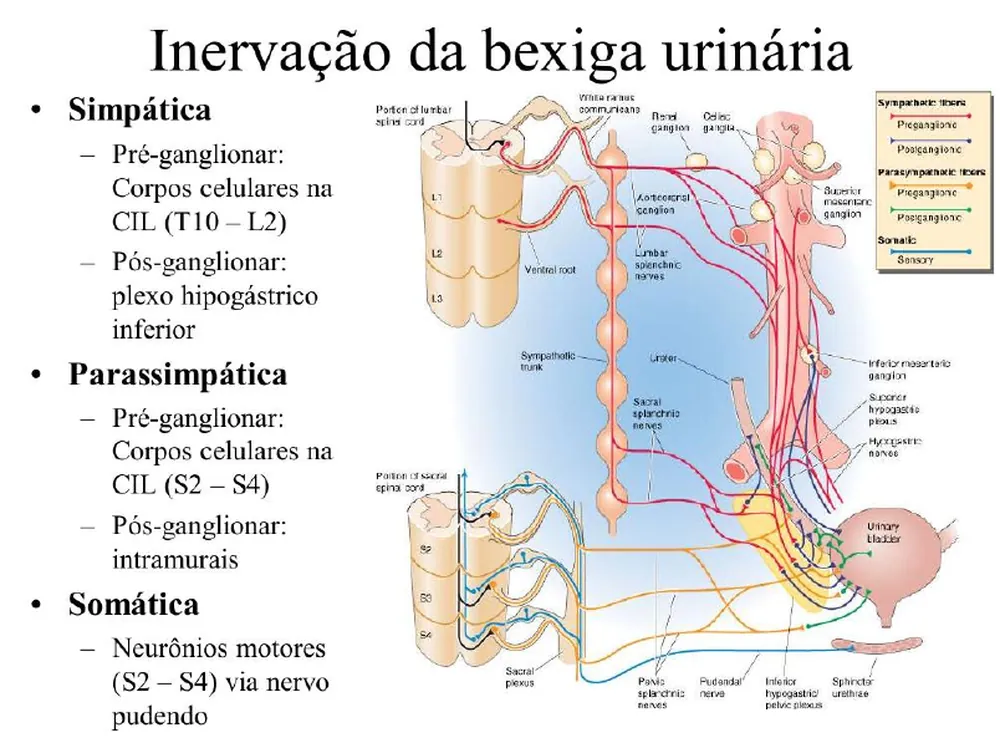 Inervação da bexiga urinária
• Simpática
– Pré-ganglionar:
Corpos celulares na
CIL (T10 – L2)
– Pós-ganglionar:
plexo hipogástrico
inferior
• Parassimpática
– Pré-ganglionar:
Corpos celulares na
CIL (S2 – S4)
– Pós-ganglionar:
intramurais
• Somática
– Neurônios motores
(S2 – S4) via nervo
pudendo
Portion of lumbar
spinal cord
White ramus
communicans
Renal
ganglion
Celiac
ganglia
L1
L2
L3
Ventral root
Aorticorenal
ganglion
Superior
mesenteric
ganglion
Lumbar
splanchnic
nerves
Sympathetic
trunk
Ureter
Inferior mesenteric
ganglion
Superior
hypogastric
plexus
Hypogastric
nerves
Sacral
splanchnic
nerves
Portion of sacral
spinal cord
S2
S3
S4
Urinary
bladder
Sacral
plexus
Pelvic
splanchnic
nerves
Pudendal
nerve
Inferior
hypogastric/
pelvic plexus
Sphincter
urethrae
Sympathetic fibers
Preganglionic
Postganglionic
Parasympathetic fibers
Preganglionic
Postganglionic
Somatic
Sensory